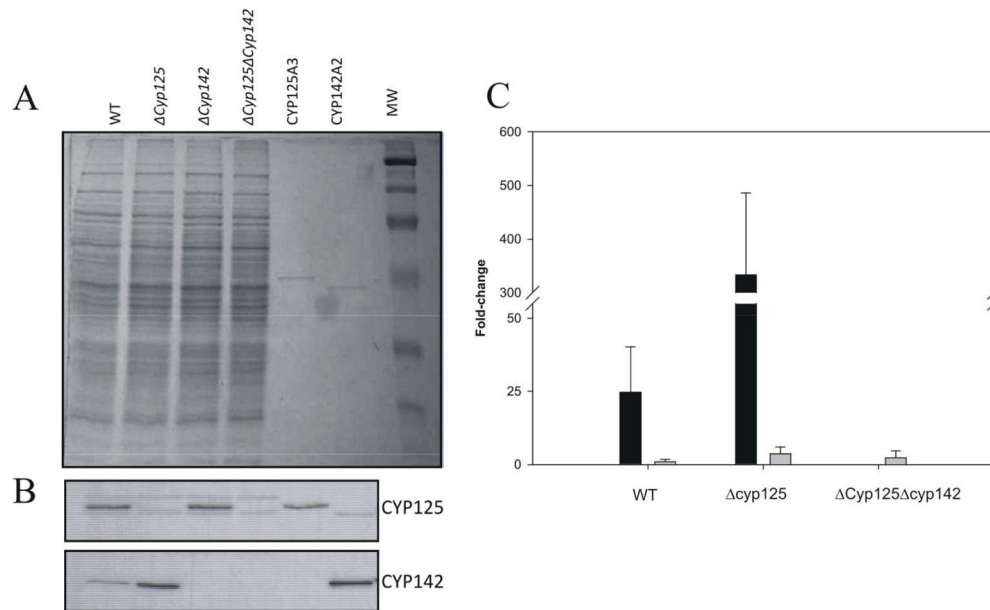 A
WT
ΔCyp125
ΔCyp142
ΔCyp125ΔCyp142
CYP125A3
CYP142A2
MW
B
CYP125
CYP142
C
Fold-change
600
500
400
300
50
25
0
WT
Δcyp125
ΔCyp125Δcyp142